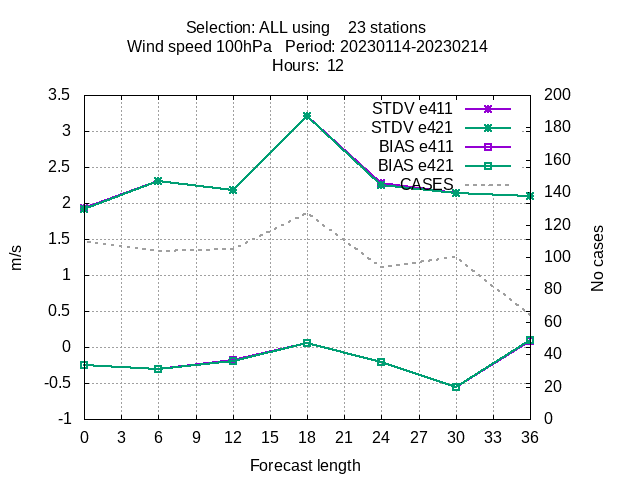 Selection: ALL using    23 stations
Wind speed 100hPa   Period: 20230114-20230214
Hours:  12
STDV e411
STDV e421
BIAS e411
BIAS e421
CASES
3.5
3
2.5
2
1.5
1
0.5
0
-0.5
-1
m/s
200
180
160
140
120
100
80
60
40
20
0
No cases
0 3 6 9 12 15 18 21 24 27 30 33 36
Forecast length